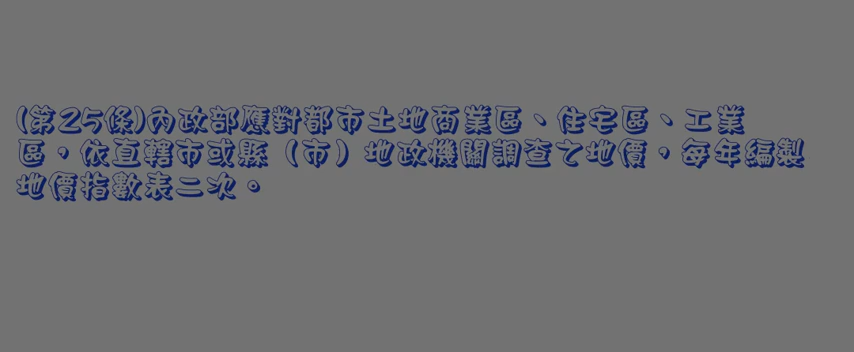 (第25條)內政部應對都市土地商業區、住宅區、工業
區，依直轄市或縣（市）地政機關調查之地價，每年編製
地價指數表二次。